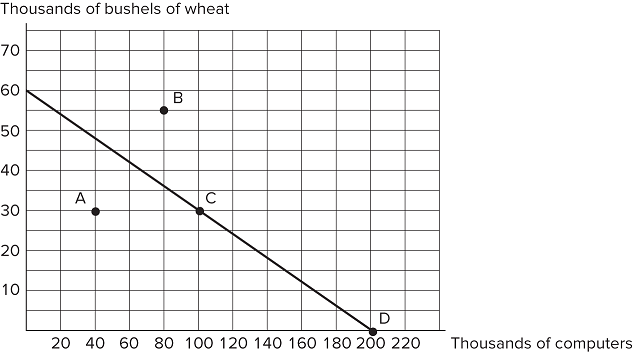 Thousands of bushels of wheat
70
60
B
50
40
A
C
30
20
10
D
20 40 60 80 100 120 140 160 180 200 220
Thousands of computers